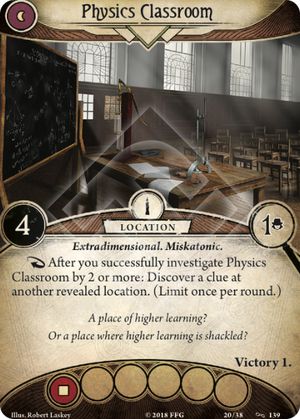 Physics Classroom
4
LOCATION
1
Extradimensional. Miskatonic.
After you successfully investigate Physics
Classroom by 2 or more: Discover a clue at
another revealed location. (Limit once per round.)
A place of higher learning?
Or a place where higher learning is shackled?
Victory 1.
Illus. Robert Laskey
© 2018 FFG
20/38
139